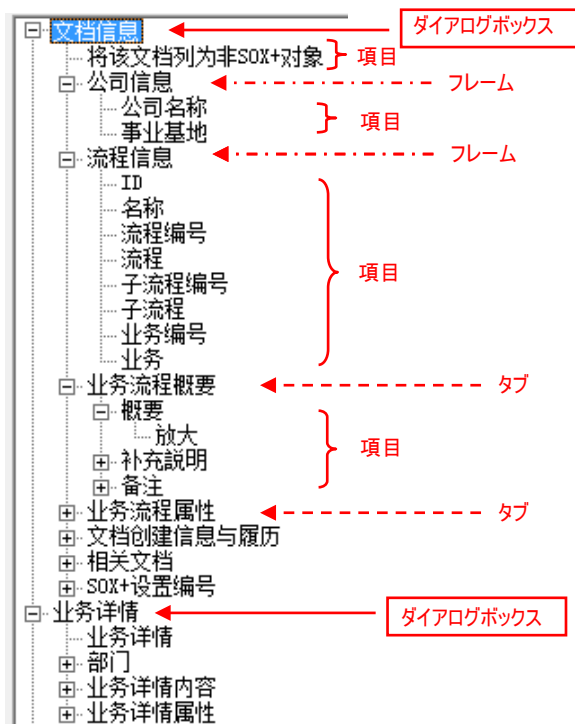 文档信息 ダイアログボックス
将该文档列为非SOX+对象 項目
公司信息 フレーム
公司名称
事业基地 項目
流程信息 フレーム
ID
名称
流程编号
流程
项目
子流程编号
子流程
业务编号
业务
业务流程概要 タブ
概要
放大 項目
补充説明
备注
业务流程属性 タブ
文档创建信息与履历
相关文档
SOX+设置编号
业务详情 ダイアログボックス
业务详情
部门
业务详情内容
业务详情属性